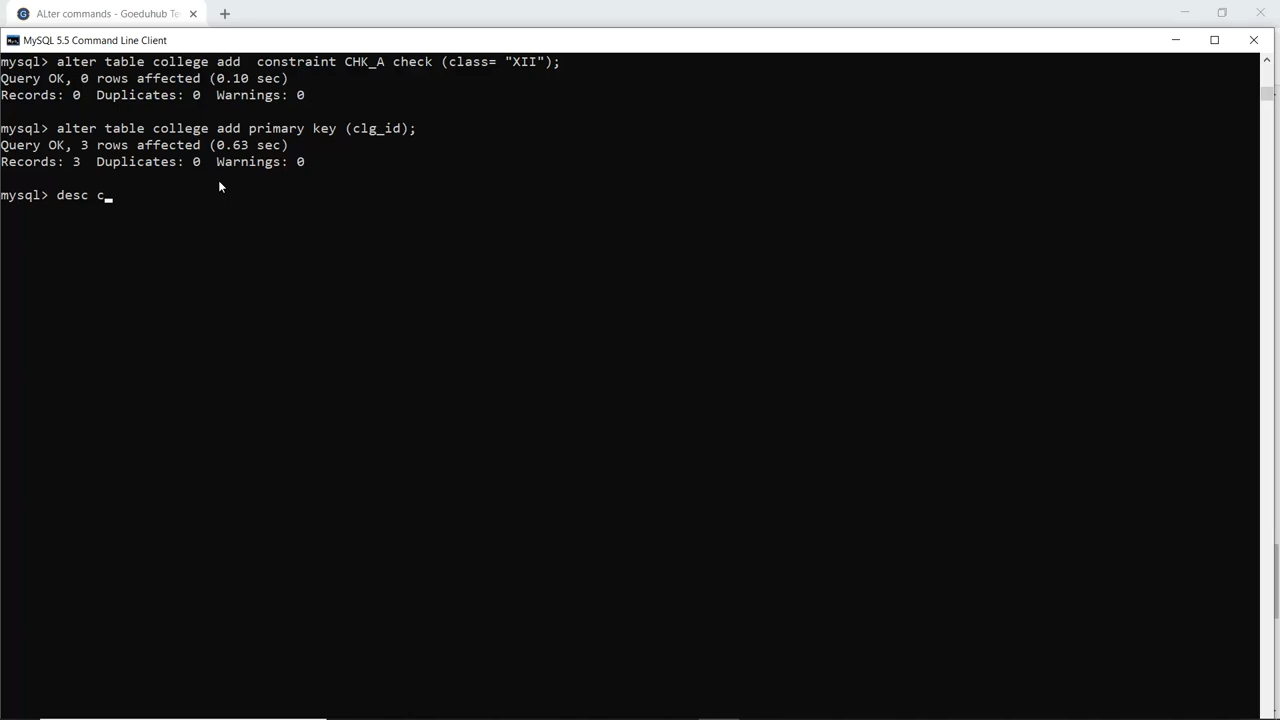 ALter commands - Goeduhub Te
MySQL 5.5 Command Line Client
mysql> alter table college add  constraint CHK_A check (class= "XII");
Query OK, 0 rows affected (0.10 sec)
Records: 0  Duplicates: 0  Warnings: 0
mysql> alter table college add primary key (clg_id);
Query OK, 3 rows affected (0.63 sec)
Records: 3  Duplicates: 0  Warnings: 0
mysql> desc c